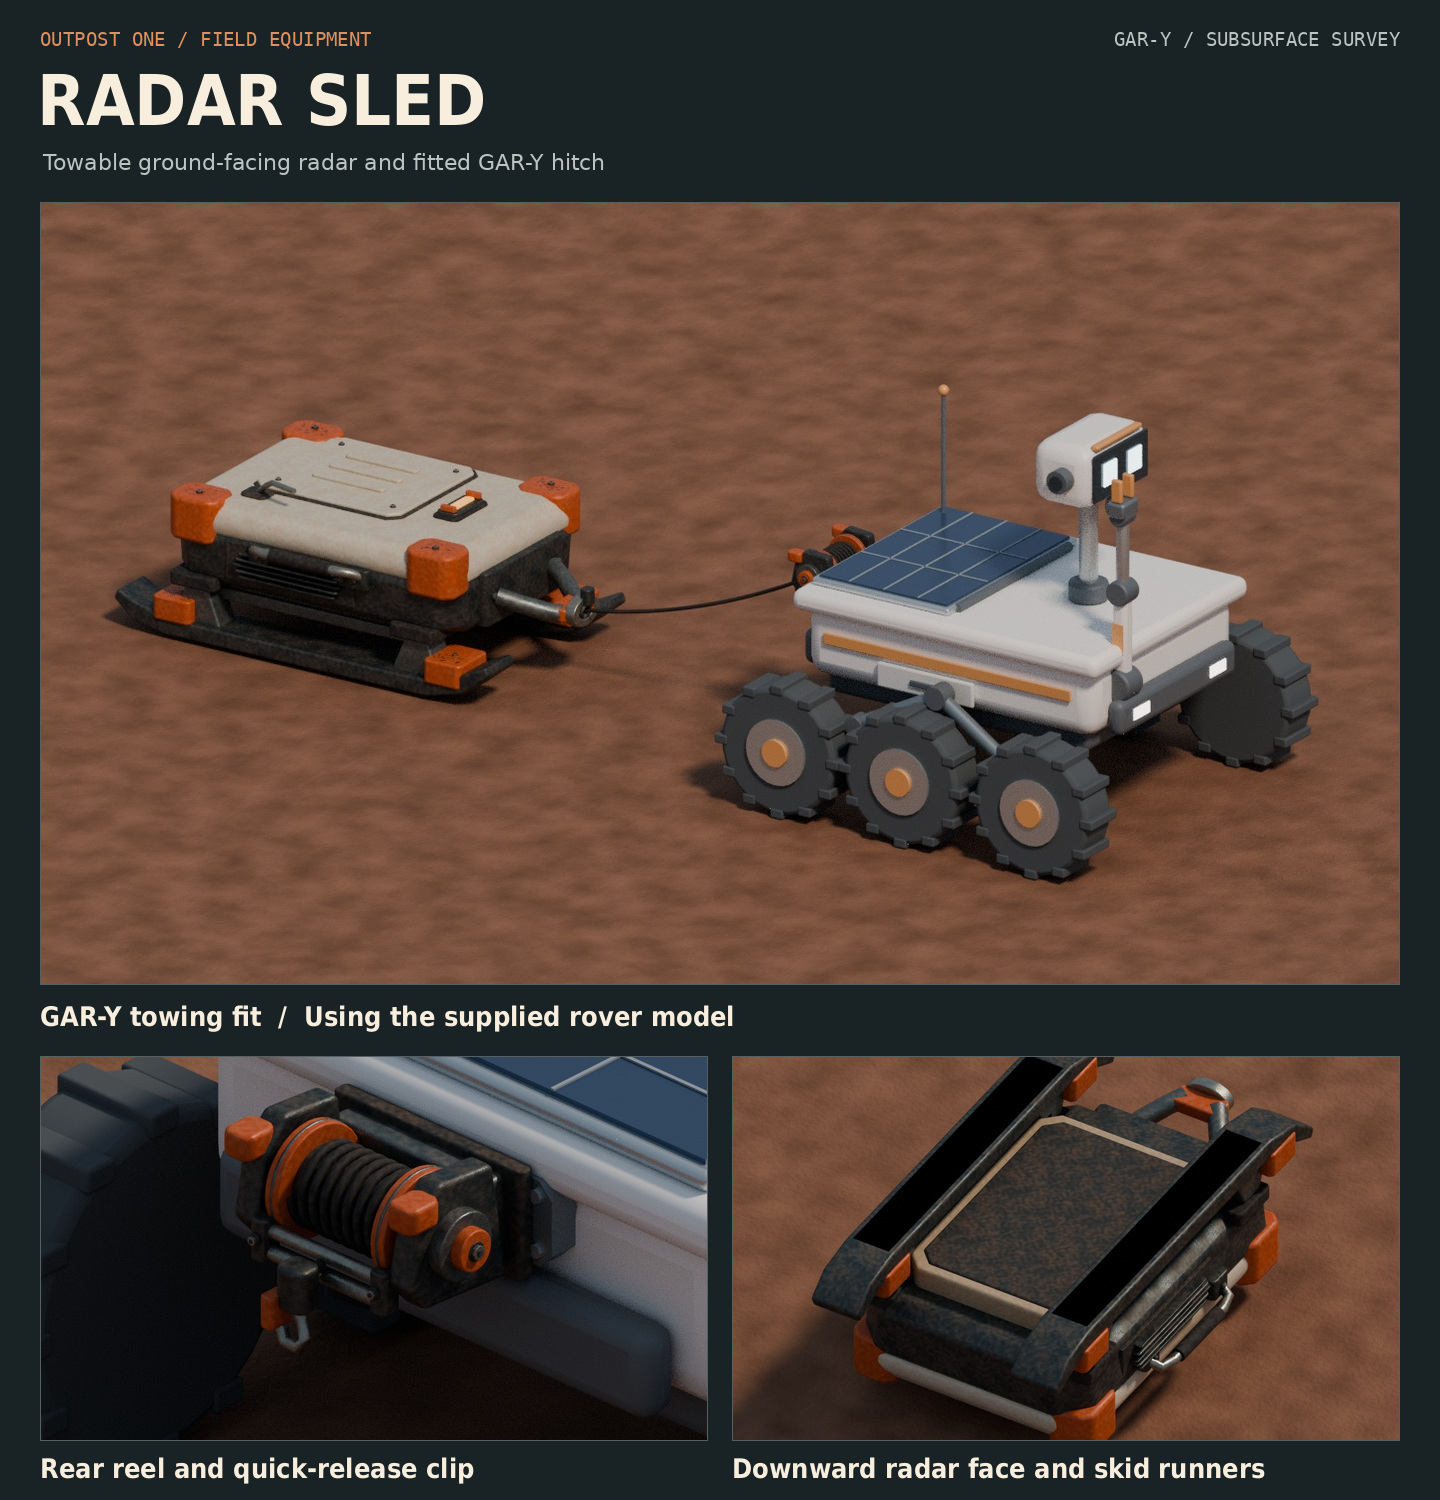 OUTPOST ONE / FIELD EQUIPMENT
GAR-Y / SUBSURFACE SURVEY
RADAR SLED
Towable ground-facing radar and fitted GAR-Y hitch
GAR-Y towing fit / Using the supplied rover model
Rear reel and quick-release clip
Downward radar face and skid runners